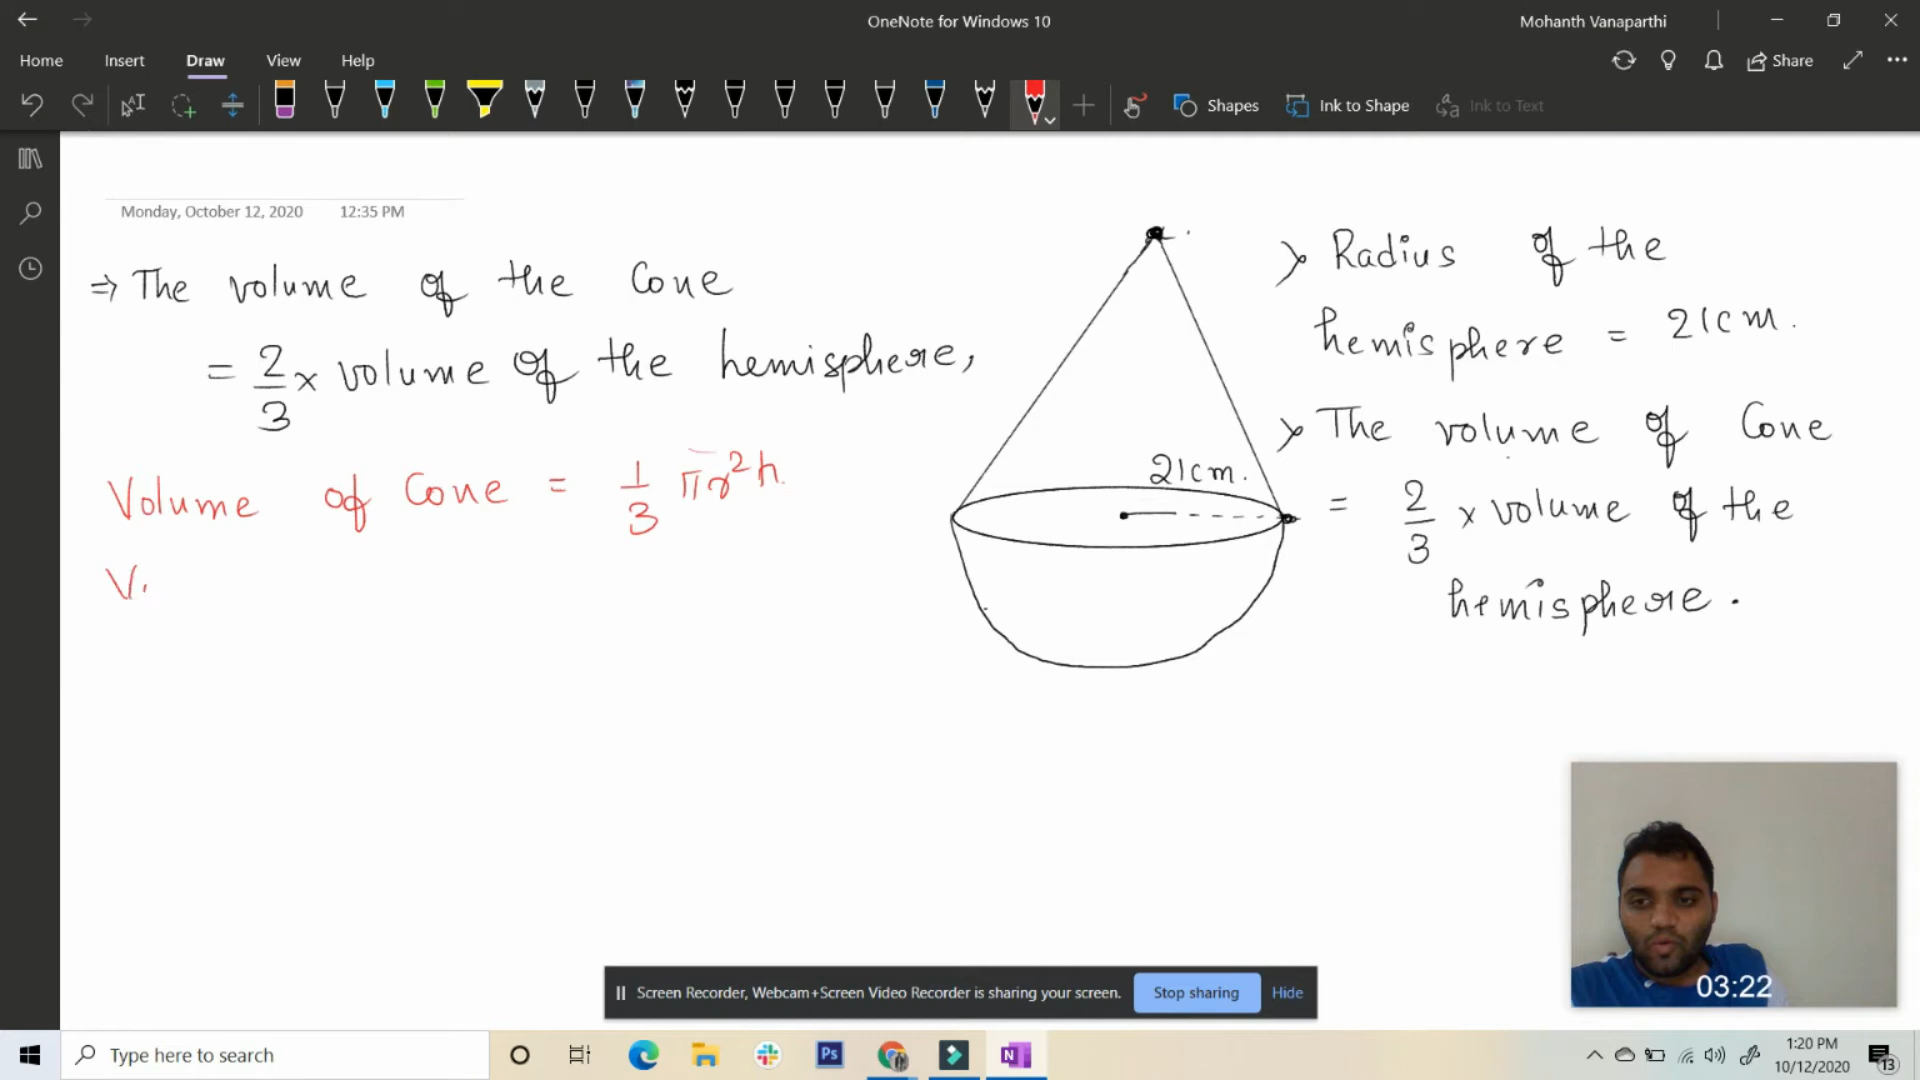 OneNote for Windows 10
Mohanth Vanaparthi
Home Insert Draw View Help
Share
Shapes Ink to Shape Ink to Text
Monday, October 12, 2020 12:35 PM
⇒ The volume of the Cone
= 2/3 × volume of the hemisphere,
Volume of Cone = 1/3 πr²h.
V.
21cm.
> Radius of the
hemisphere = 21cm.
> The volume of Cone
= 2/3 × volume of the
hemisphere.
03:22
Screen Recorder, Webcam+Screen Video Recorder is sharing your screen. Stop sharing Hide
Type here to search
Ps
N
1:20 PM
10/12/2020
13